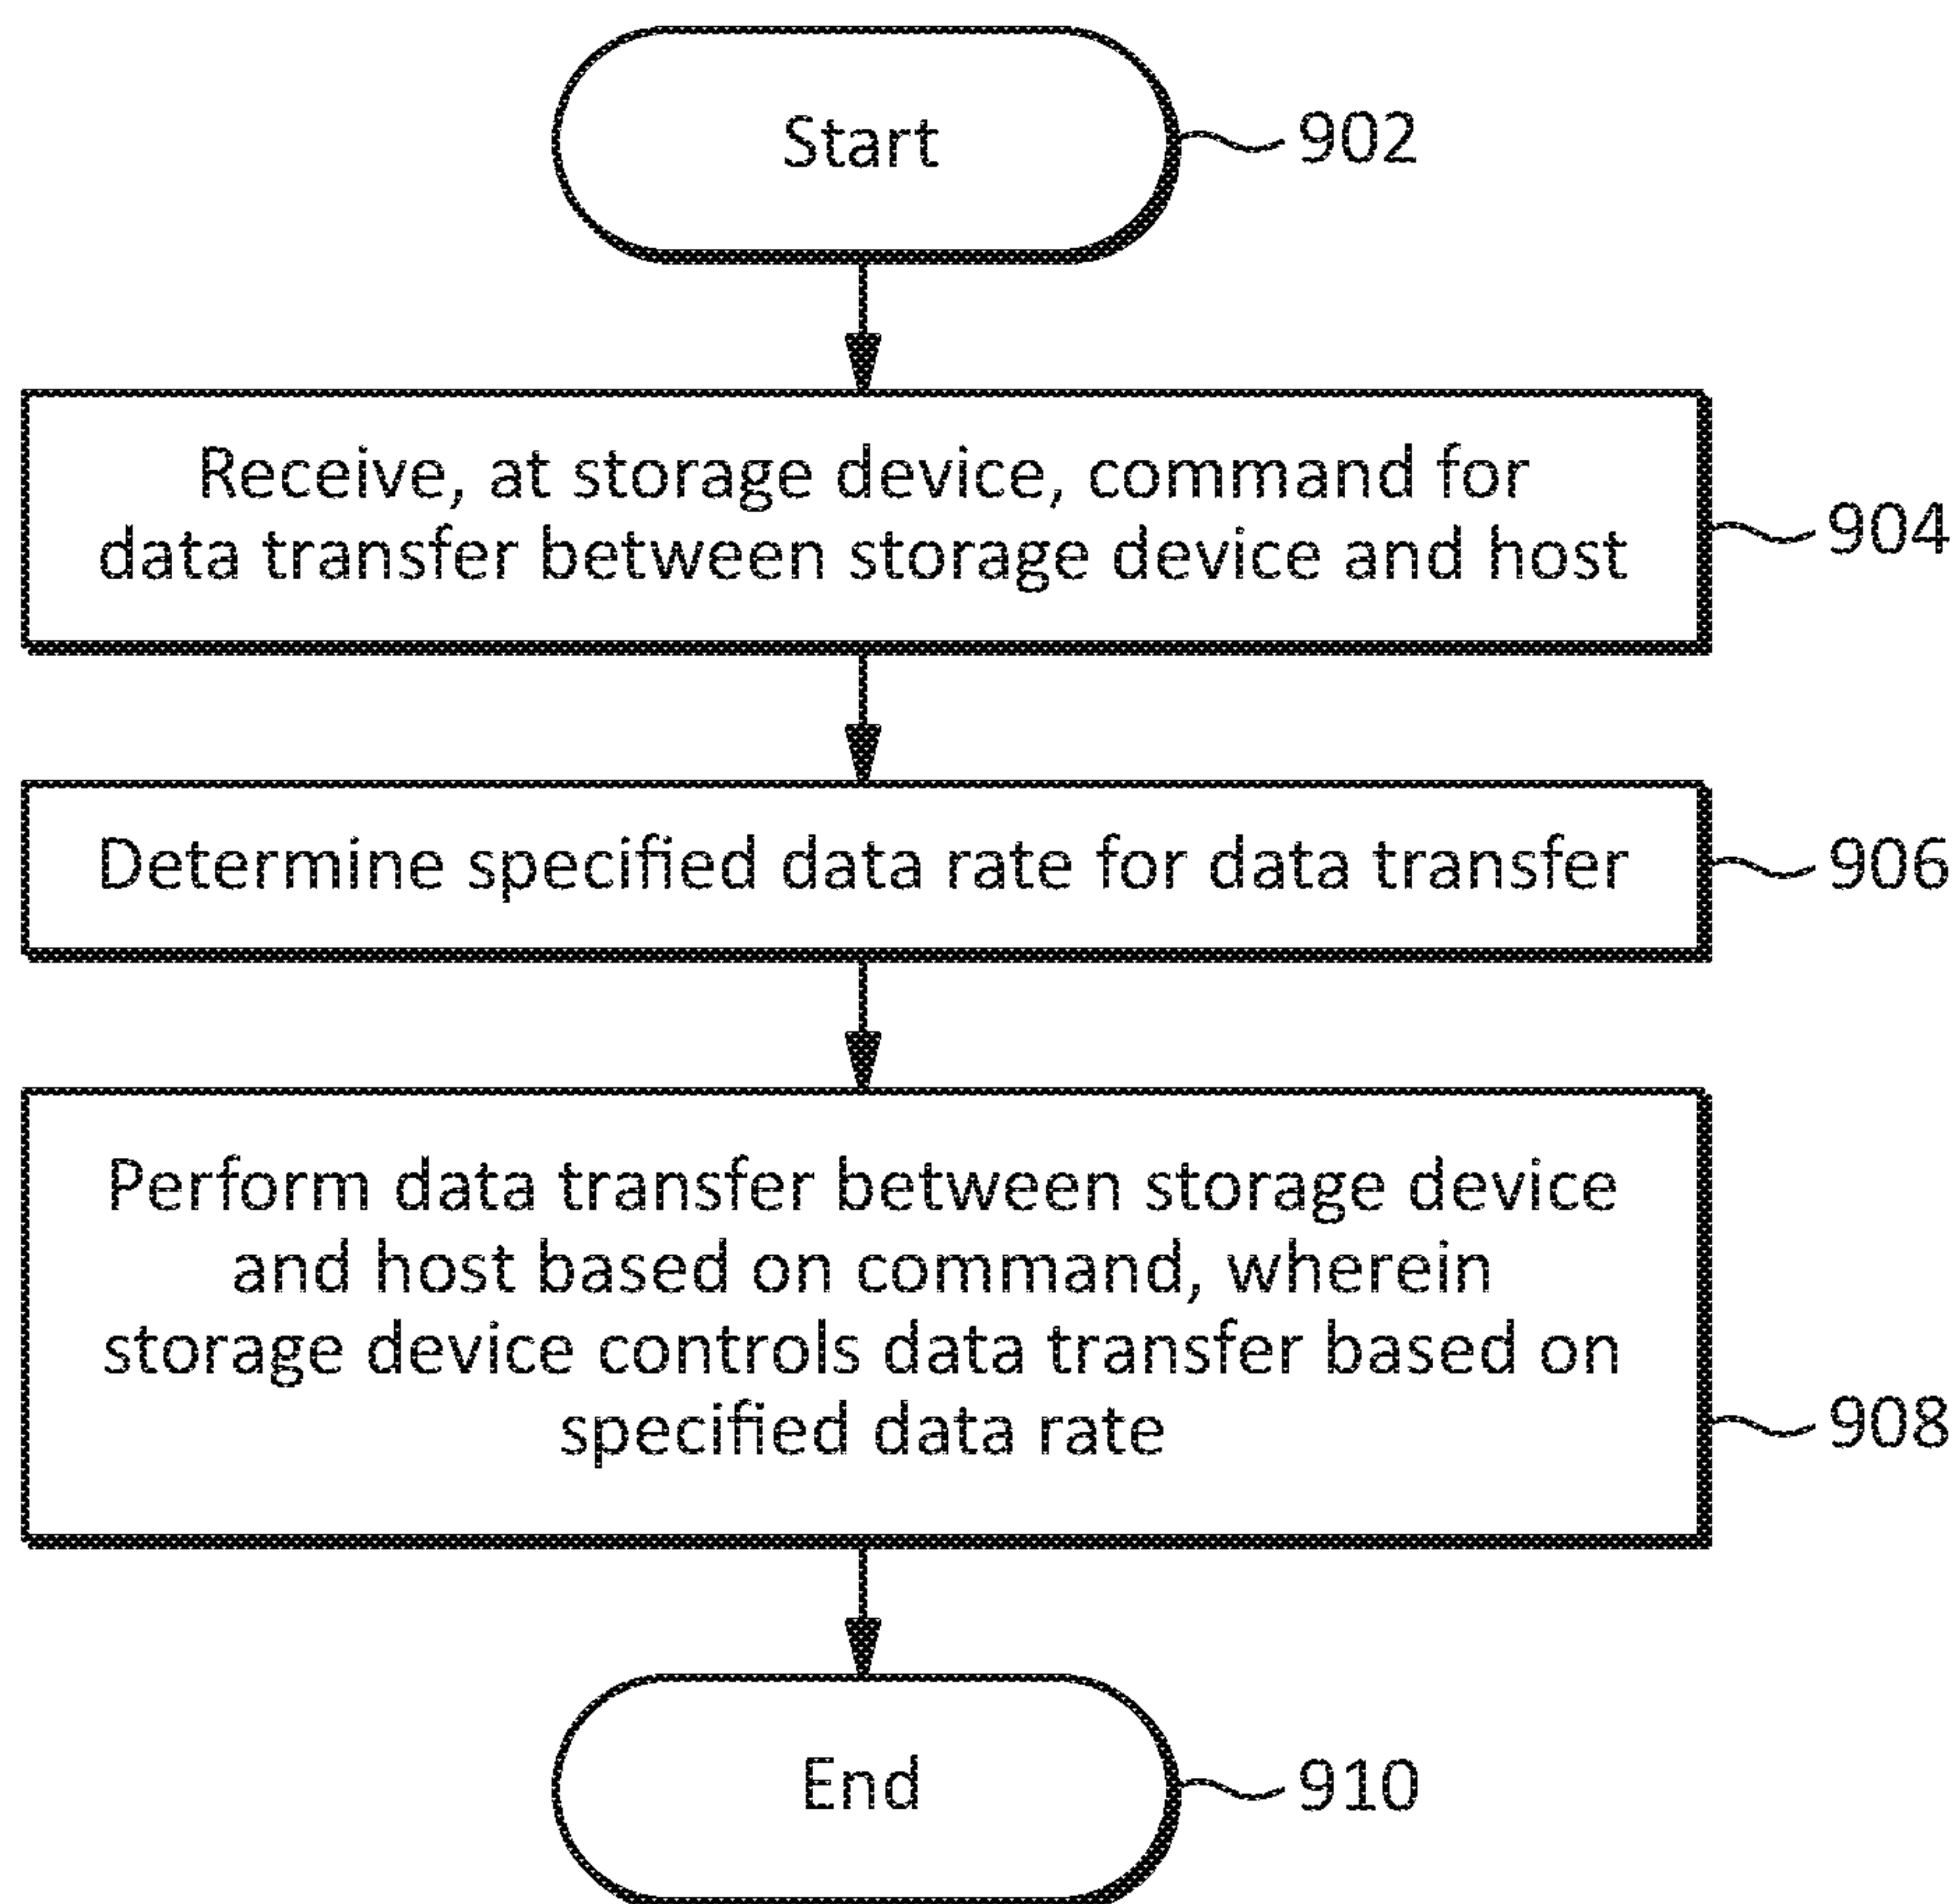 Start
902
Receive, at storage device, command for
data transfer between storage device and host
904
Determine specified data rate for data transfer
906
Perform data transfer between storage device
and host based on command, wherein
storage device controls data transfer based on
specified data rate
908
End
910